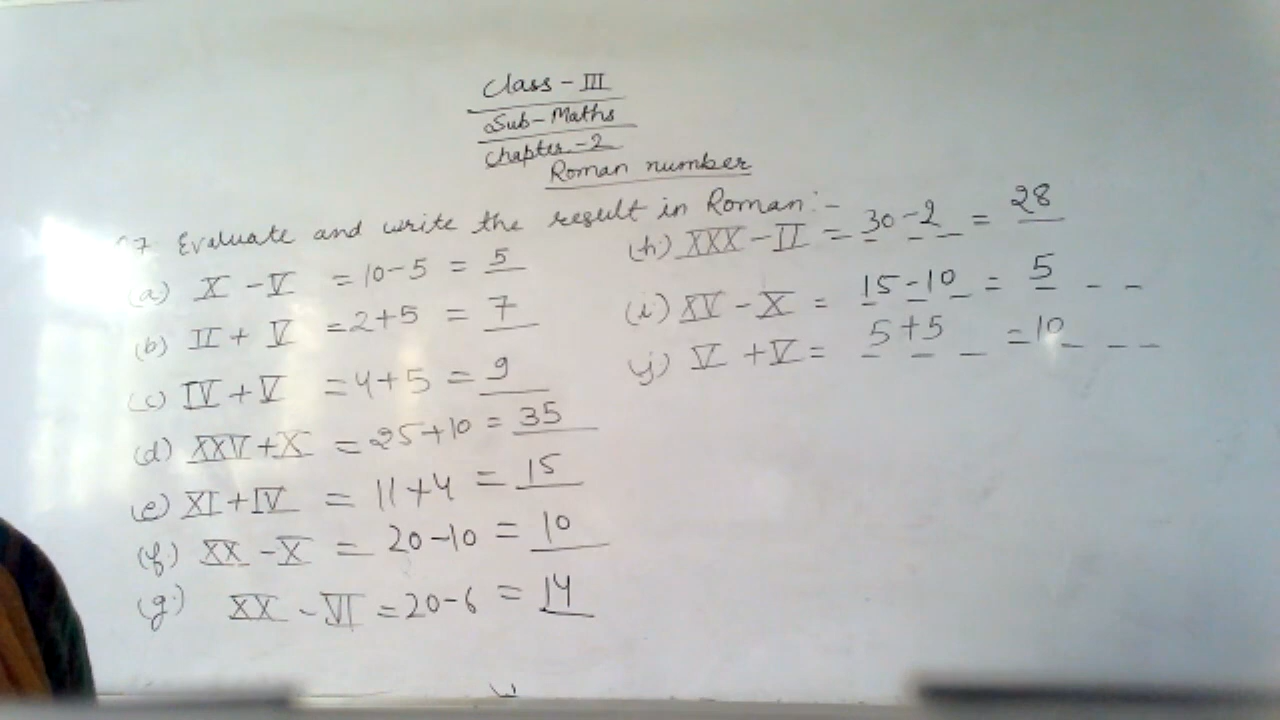 Class - III
Sub - Maths
Chapter - 2
Roman number
7 Evaluate and write the result in Roman :-
(a) X - V = 10 - 5 = 5
(b) II + V = 2 + 5 = 7
(c) IV + V = 4 + 5 = 9
(d) XXV + X = 25 + 10 = 35
(e) XI + IV = 11 + 4 = 15
(f) XX - X = 20 - 10 = 10
(g) XX - VI = 20 - 6 = 14
(h) XXX - II = 30 - 2 = 28
(i) XV - X = 15 - 10 = 5
(j) V + V = 5 + 5 = 10